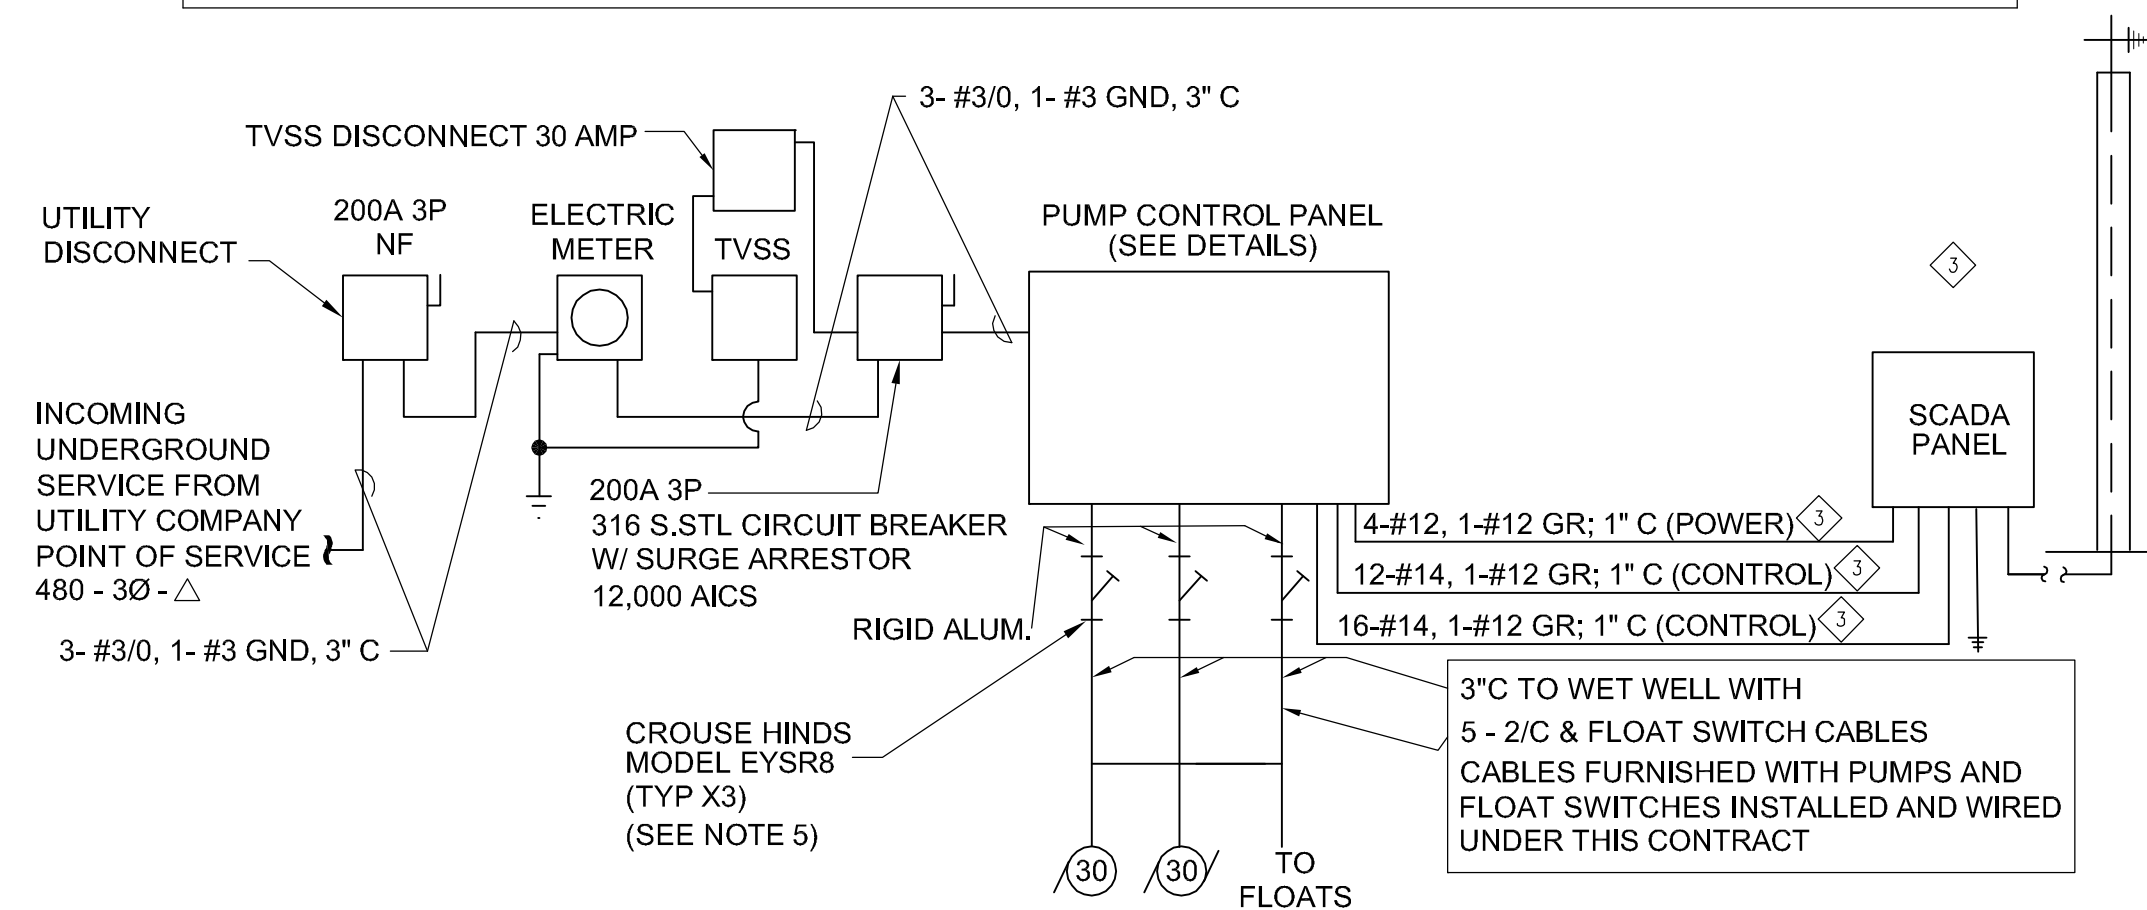 3- #3/0, 1- #3 GND, 3" C
TVSS DISCONNECT 30 AMP
UTILITY
DISCONNECT
200A 3P
NF
ELECTRIC
METER
TVSS
PUMP CONTROL PANEL
(SEE DETAILS)
3
INCOMING
UNDERGROUND
SERVICE FROM
UTILITY COMPANY
POINT OF SERVICE
480 - 3Ø - △
3- #3/0, 1- #3 GND, 3" C
200A 3P
316 S.STL CIRCUIT BREAKER
W/ SURGE ARRESTOR
12,000 AICS
SCADA
PANEL
4-#12, 1-#12 GR; 1" C (POWER) 3
12-#14, 1-#12 GR; 1" C (CONTROL) 3
16-#14, 1-#12 GR; 1" C (CONTROL) 3
RIGID ALUM.
CROUSE HINDS
MODEL EYSR8
(TYP X3)
(SEE NOTE 5)
3"C TO WET WELL WITH
5 - 2/C & FLOAT SWITCH CABLES
CABLES FURNISHED WITH PUMPS AND
FLOAT SWITCHES INSTALLED AND WIRED
UNDER THIS CONTRACT
30
30
TO
FLOATS